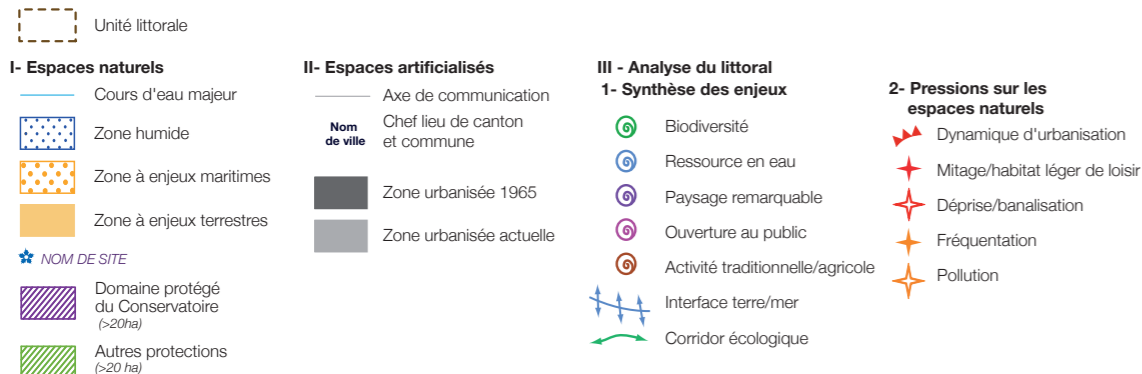 Unité littorale
I- Espaces naturels
Cours d'eau majeur
Zone humide
Zone à enjeux maritimes
Zone à enjeux terrestres
NOM DE SITE
Domaine protégé
du Conservatoire
(>20ha)
Autres protections
(>20 ha)
II- Espaces artificialisés
Axe de communication
Nom
de ville
Chef lieu de canton
et commune
Zone urbanisée 1965
Zone urbanisée actuelle
III - Analyse du littoral
1- Synthèse des enjeux
Biodiversité
Ressource en eau
Paysage remarquable
Ouverture au public
Activité traditionnelle/agricole
Interface terre/mer
Corridor écologique
2- Pressions sur les
espaces naturels
Dynamique d'urbanisation
Mitage/habitat léger de loisir
Déprise/banalisation
Fréquentation
Pollution